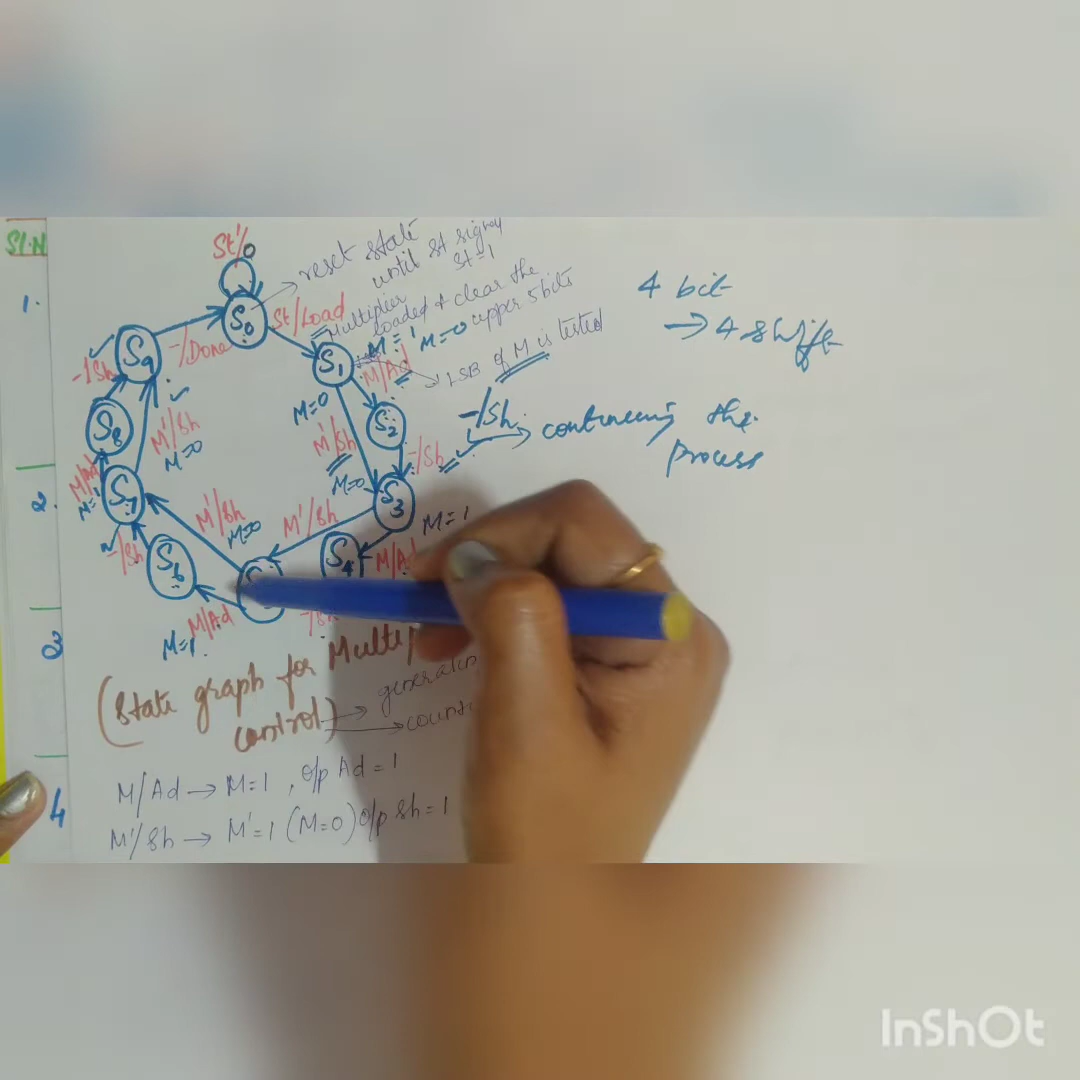 Sl.N
1.
2.
3
4
St'/0
S0
reset state
until st signal
St=1
St/Load
Multiplier
loaded & clear the
upper 5 bits
M=1
M=0
S1
M/Ad
LSB of M is tested
M=0
S2
M'/Sh
M=0
-/Sh
S3
M=1
M'/Sh
S4
M/Ad
-/Sh
M'/Sh
M=0
M/Ad
M=1.
S6
-/Sh
S7
M/Ad
M=1
M'/Sh
M=0
S8
-/Sh
S9
-/Done
4 bit
→ 4 shift
-/Sh. → continuing the
process
(State graph for
control)
M/Ad → M=1, o/p Ad=1
M'/Sh → M'=1 (M=0) o/p Sh=1
InShOt